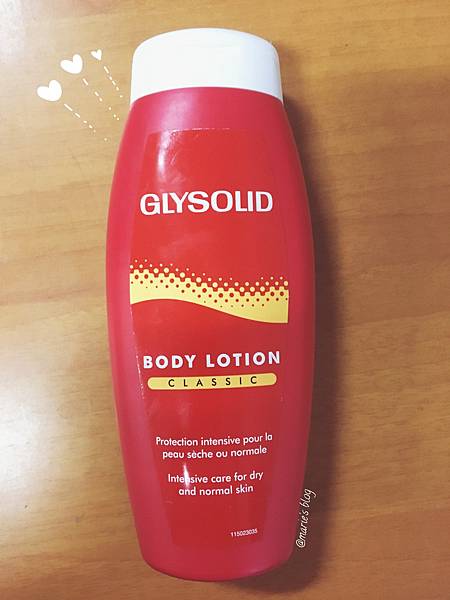 GLYSOLID
BODY LOTION
CLASSIC
Protection intensive pour la
peau sèche ou normale
Intensive care for dry
and normal skin
115023035
@marie's blog